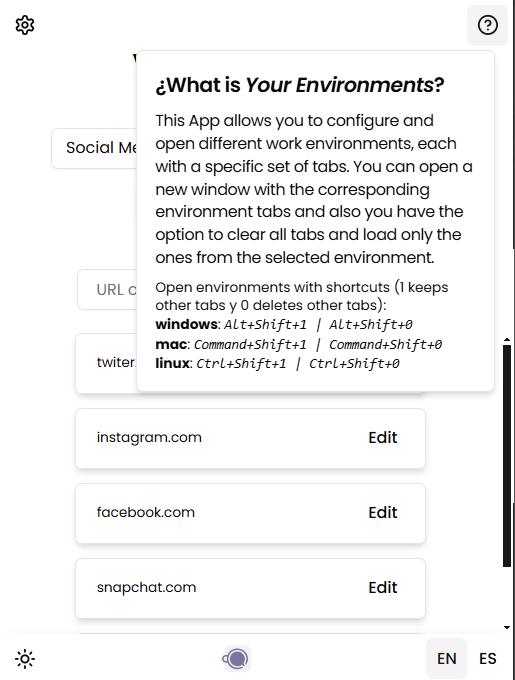 ¿What is Your Environments?
This App allows you to configure and
open different work environments, each
with a specific set of tabs. You can open a
new window with the corresponding
environment tabs and also you have the
option to clear all tabs and load only the
ones from the selected environment.
Open environments with shortcuts (1 keeps
other tabs y 0 deletes other tabs):
windows: Alt+Shift+1 | Alt+Shift+0
mac: Command+Shift+1 | Command+Shift+0
linux: Ctrl+Shift+1 | Ctrl+Shift+0
Social
URL
twiter.
instagram.com Edit
facebook.com Edit
snapchat.com Edit
EN ES